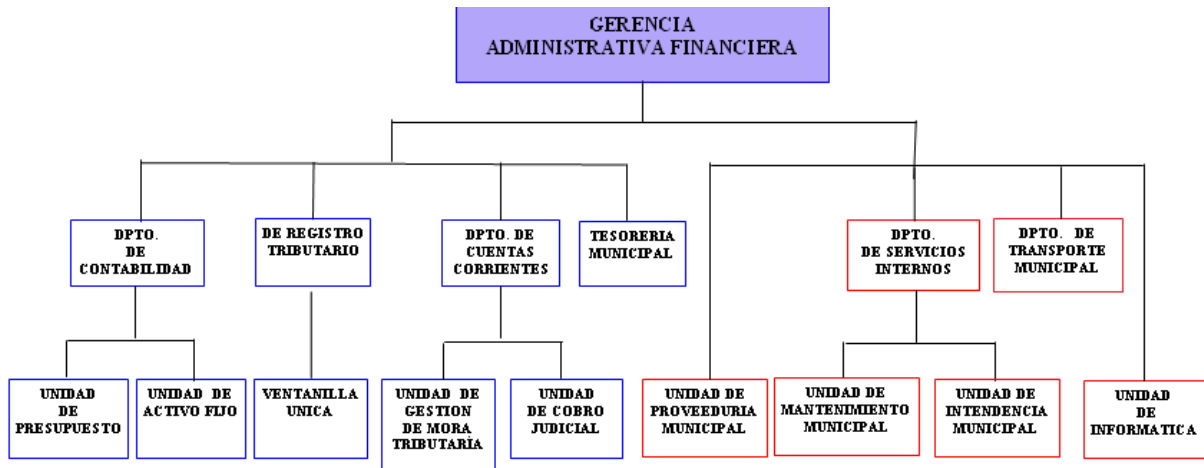 GERENCIA
ADMINISTRATIVA FINANCIERA
DPTO.
DE
CONTABILIDAD
DE REGISTRO
TRIBUTARIO
DPTO. DE
CUENTAS
CORRIENTES
TESORERIA
MUNICIPAL
DPTO.
DE SERVICIOS
INTERNOS
DPTO. DE
TRANSPORTE
MUNICIPAL
UNIDAD
DE
PRESUPUESTO
UNIDAD DE
ACTIVO FIJO
VENTANILLA
UNICA
UNIDAD DE
GESTION
DE MORA
TRIBUTARÌA
UNIDAD
DE COBRO
JUDICIAL
UNIDAD DE
PROVEEDURIA
MUNICIPAL
UNIDAD DE
MANTENIMIENTO
MUNICIPAL
UNIDAD DE
INTENDENCIA
MUNICIPAL
UNIDAD
DE
INFORMATICA